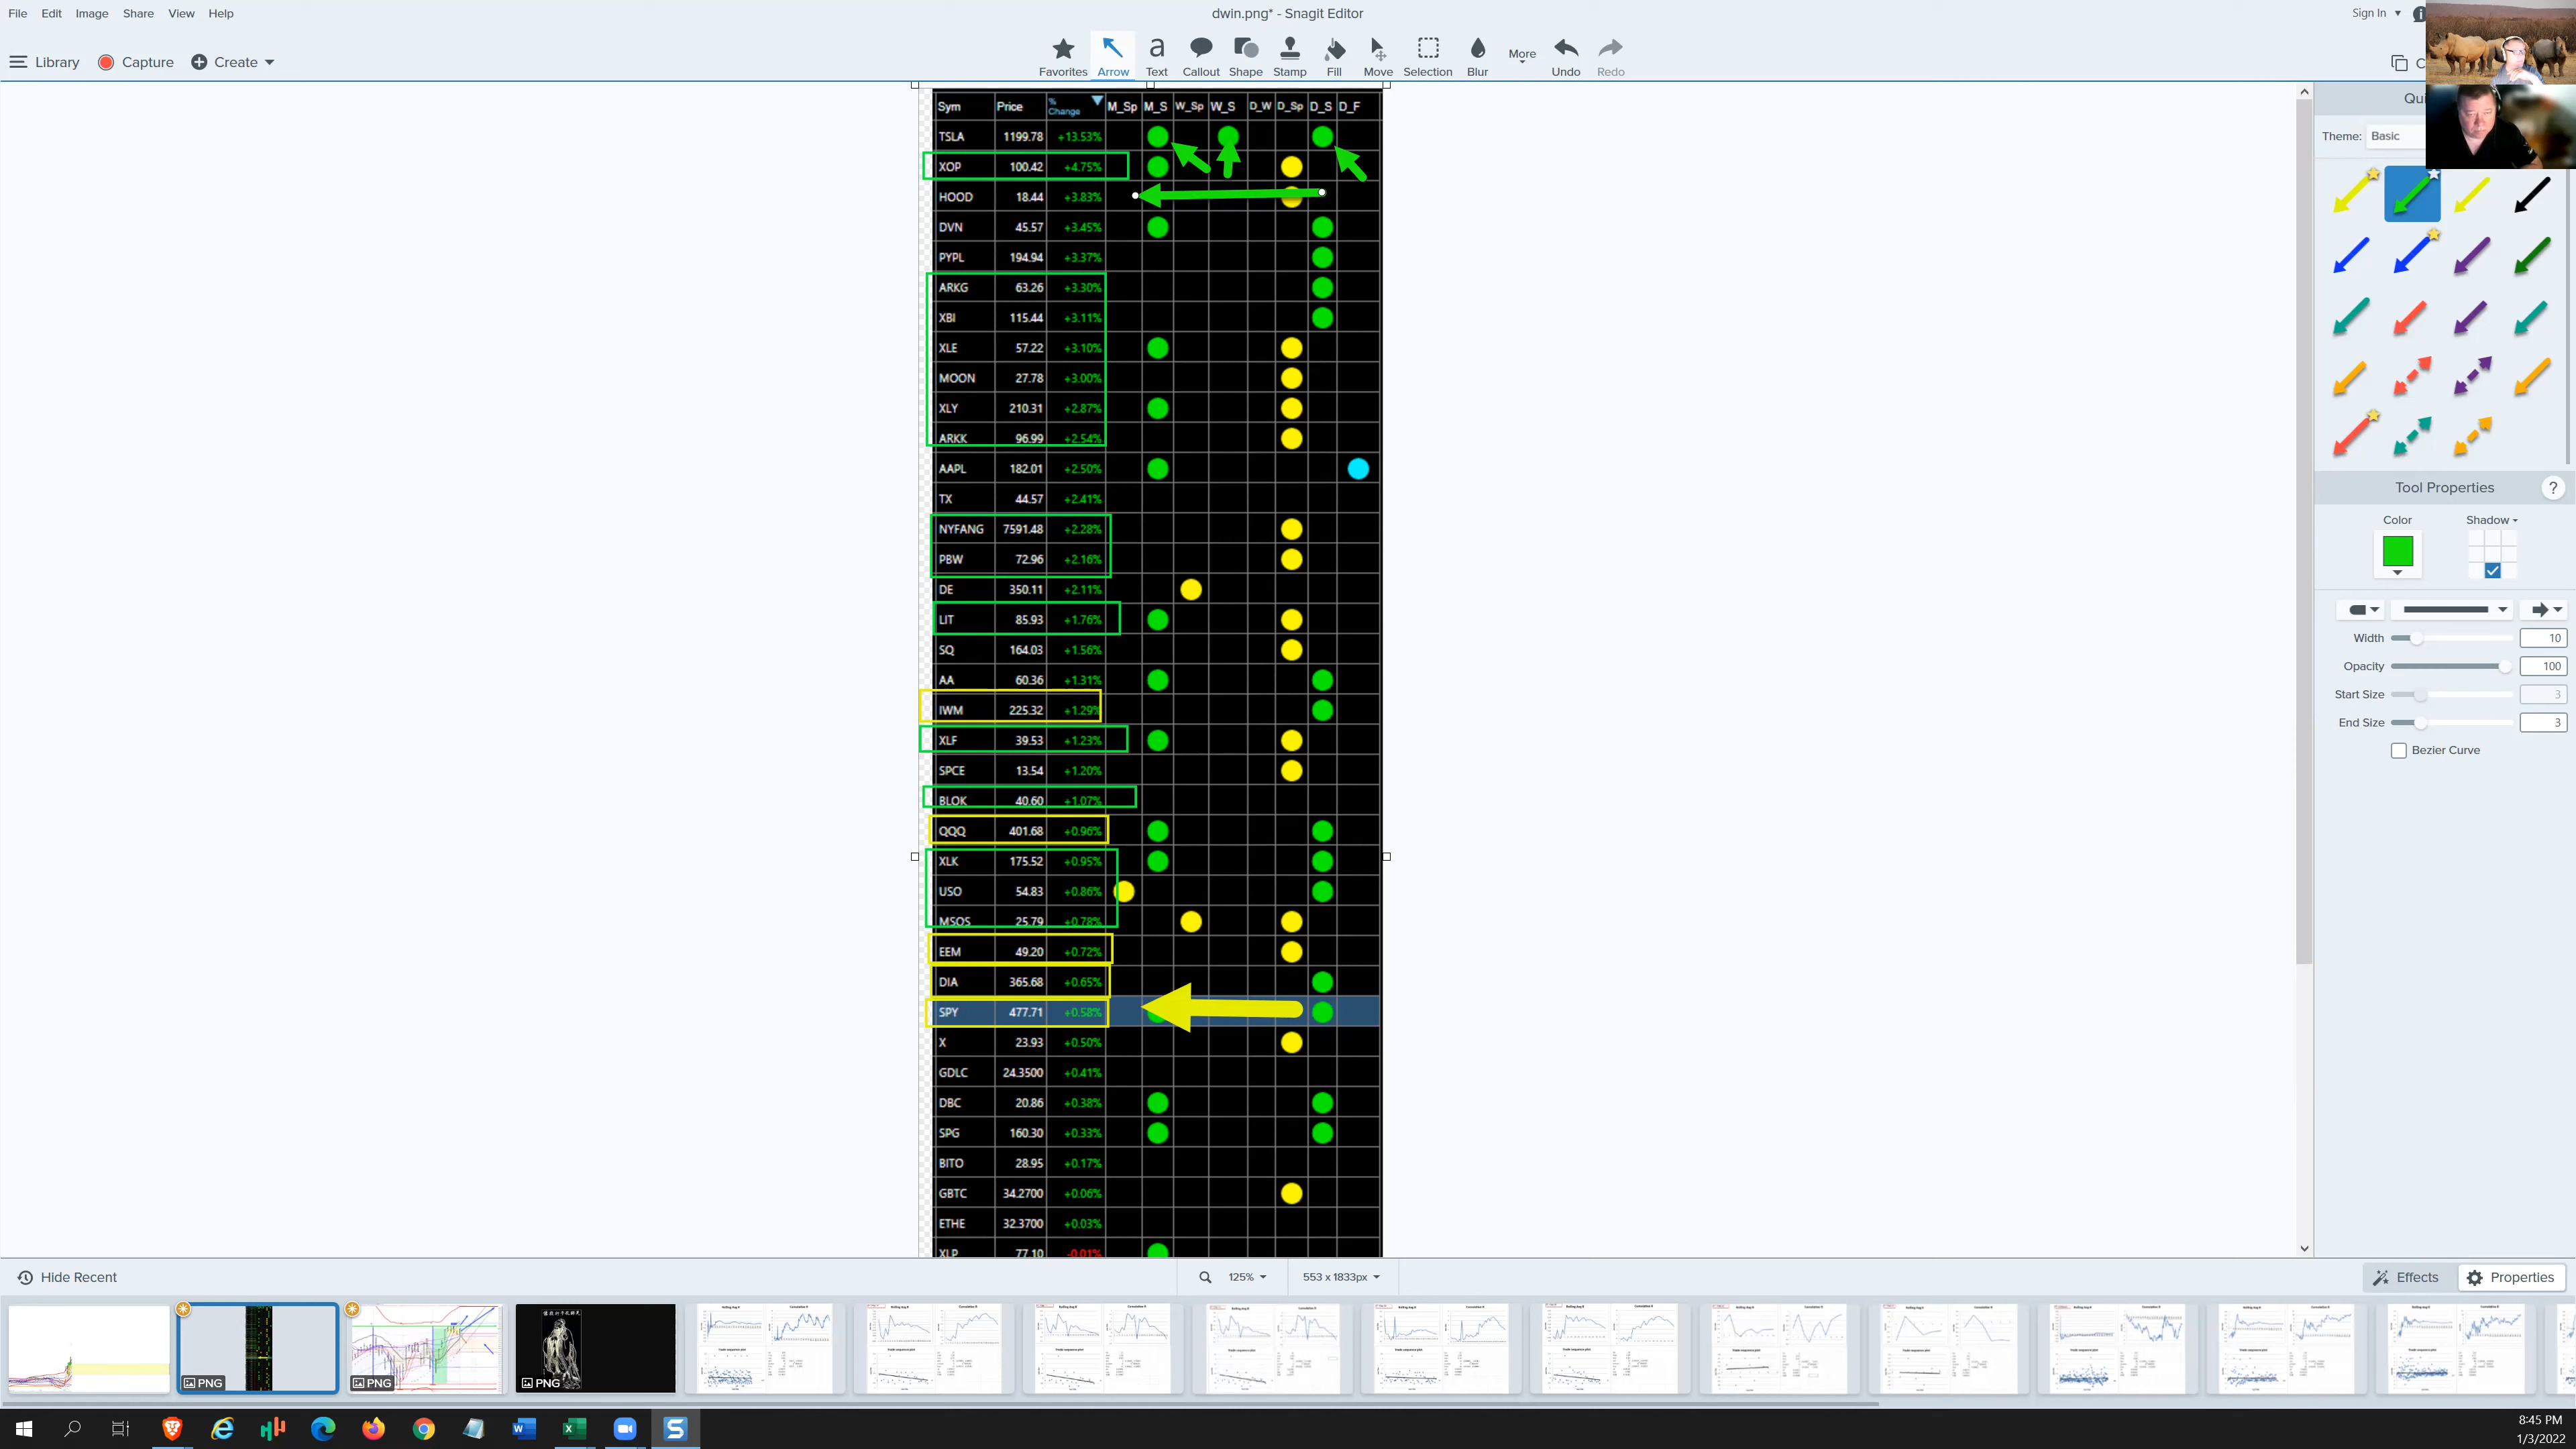 File Edit Image Share View Help
dwin.png* - Snagit Editor
Sign In
Library Capture Create
Favorites Arrow Text Callout Shape Stamp Fill Move Selection Blur More Undo Redo
Theme: Basic
Sym Price % Change M_Sp M_S W_Sp W_S D_W D_Sp D_S D_F
TSLA 1199.78 +13.53%
XOP 100.42 +4.75%
HOOD 18.44 +3.83%
DVN 45.57 +3.45%
PYPL 194.94 +3.37%
ARKG 63.26 +3.30%
XBI 115.44 +3.11%
XLE 57.22 +3.10%
MOON 27.78 +3.00%
XLY 210.31 +2.87%
ARKK 96.99 +2.54%
AAPL 182.01 +2.50%
TX 44.57 +2.41%
NYFANG 7591.48 +2.28%
PBW 72.96 +2.16%
DE 350.11 +2.11%
LIT 85.93 +1.76%
SQ 164.03 +1.56%
AA 60.36 +1.31%
IWM 225.32 +1.29%
XLF 39.53 +1.23%
SPCE 13.54 +1.20%
BLOK 40.60 +1.07%
QQQ 401.68 +0.96%
XLK 175.52 +0.95%
USO 54.83 +0.86%
MSOS 25.79 +0.78%
EEM 49.20 +0.72%
DIA 365.68 +0.65%
SPY 477.71 +0.58%
X 23.93 +0.50%
GDLC 24.3500 +0.41%
DBC 20.86 +0.38%
SPG 160.30 +0.33%
BITO 28.95 +0.17%
GBTC 34.2700 +0.06%
ETHE 32.3700 +0.03%
XLP 77.10 -0.01%
Tool Properties ?
Color Shadow
Width 10
Opacity 100
Start Size 3
End Size 3
Bezier Curve
Hide Recent
125% 553 x 1833px
Effects Properties
PNG PNG PNG
8:45 PM
1/3/2022